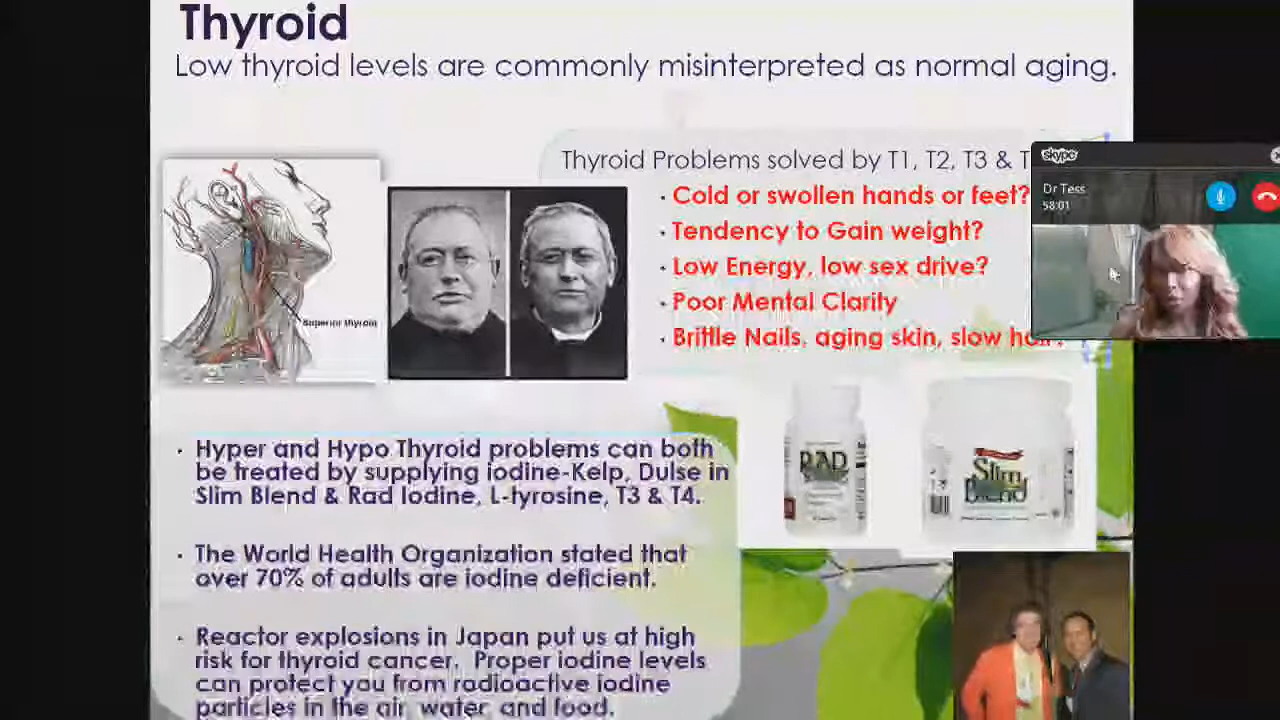 Thyroid
Low thyroid levels are commonly misinterpreted as normal aging.
Thyroid Problems solved by T1, T2, T3 & T
· Cold or swollen hands or feet?
· Tendency to Gain weight?
· Low Energy, low sex drive?
· Poor Mental Clarity
· Brittle Nails, aging skin, slow
skype
Dr Tess
58:01
Superior thyroid
RAD
Slim
Blend
· Hyper and Hypo Thyroid problems can both
be treated by supplying iodine-Kelp, Dulse in
Slim Blend & Rad Iodine, L-tyrosine, T3 & T4.
· The World Health Organization stated that
over 70% of adults are iodine deficient.
· Reactor explosions in Japan put us at high
risk for thyroid cancer. Proper iodine levels
can protect you from radioactive iodine
particles in the air, water, and food.